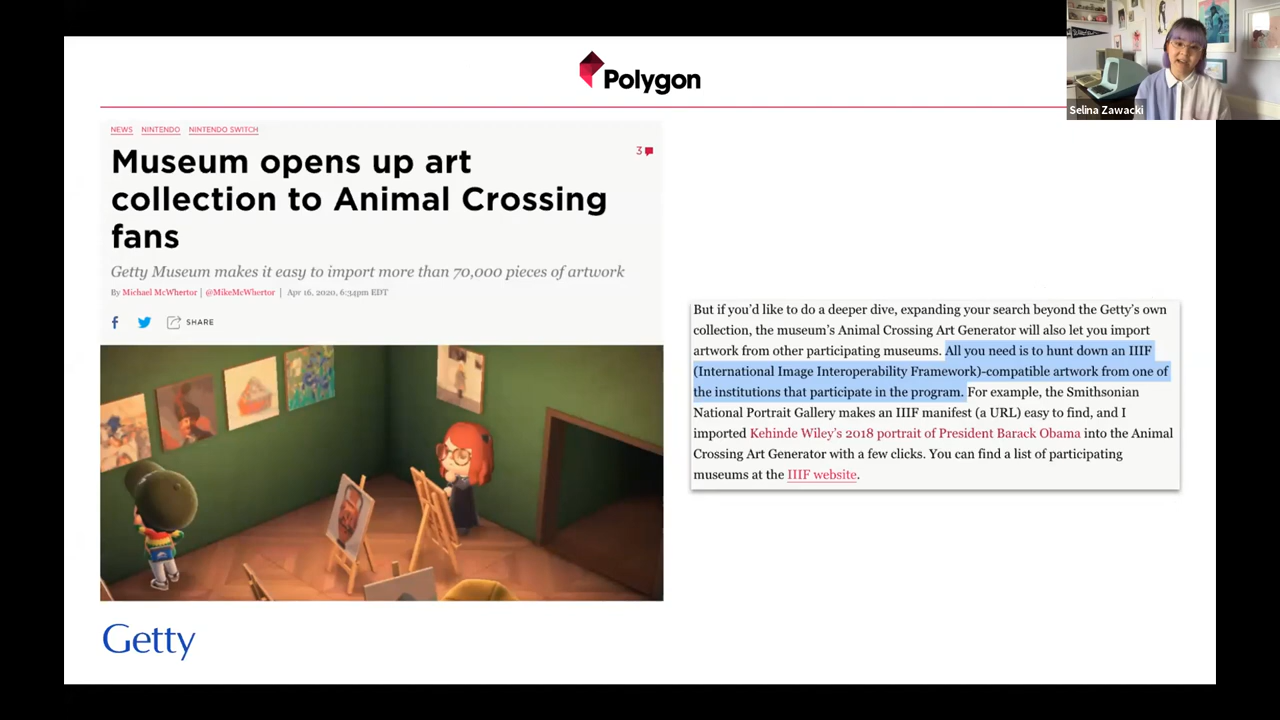 Selina Zawacki
Polygon
NEWS NINTENDO NINTENDO SWITCH
Museum opens up art
collection to Animal Crossing
fans
3
Getty Museum makes it easy to import more than 70,000 pieces of artwork
By Michael McWhertor | @MikeMcWhertor | Apr 16, 2020, 6:34pm EDT
SHARE
But if you'd like to do a deeper dive, expanding your search beyond the Getty's own
collection, the museum's Animal Crossing Art Generator will also let you import
artwork from other participating museums. All you need is to hunt down an IIIF
(International Image Interoperability Framework)-compatible artwork from one of
the institutions that participate in the program. For example, the Smithsonian
National Portrait Gallery makes an IIIF manifest (a URL) easy to find, and I
imported Kehinde Wiley's 2018 portrait of President Barack Obama into the Animal
Crossing Art Generator with a few clicks. You can find a list of participating
museums at the IIIF website.
Getty